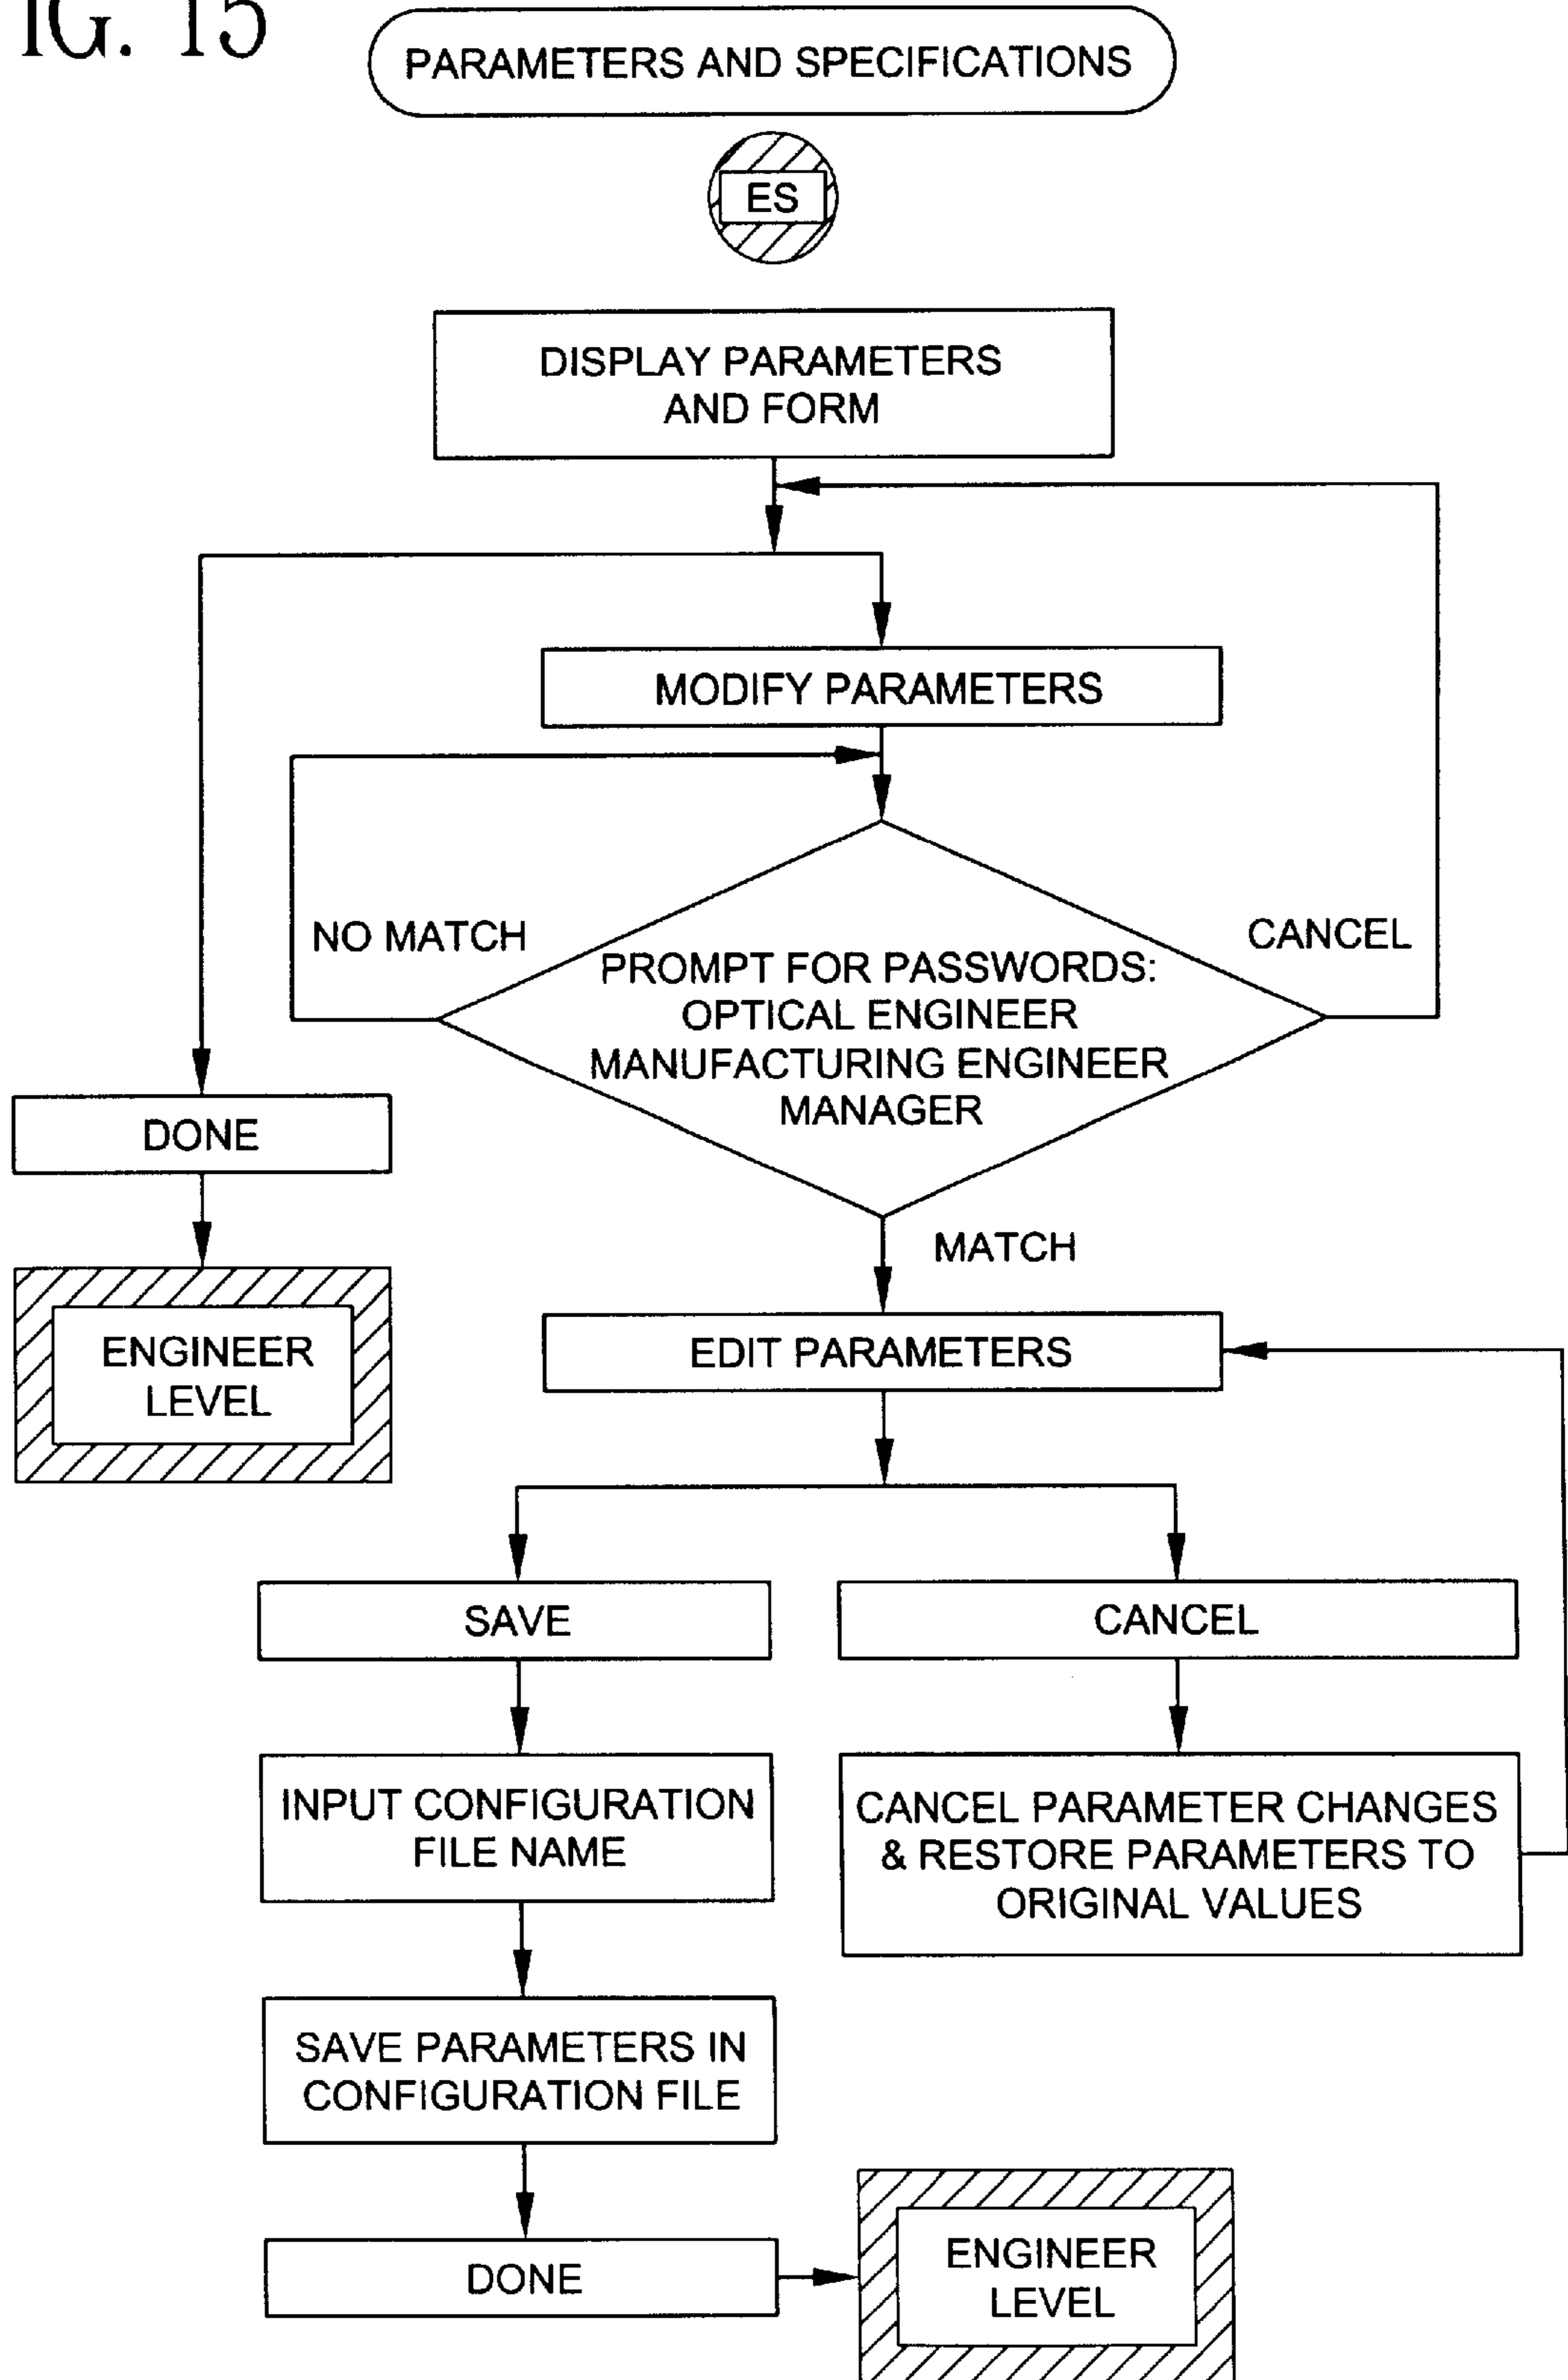 IG. 15
PARAMETERS AND SPECIFICATIONS
ES
DISPLAY PARAMETERS
AND FORM
MODIFY PARAMETERS
NO MATCH
CANCEL
PROMPT FOR PASSWORDS:
OPTICAL ENGINEER
MANUFACTURING ENGINEER
MANAGER
DONE
MATCH
ENGINEER
LEVEL
EDIT PARAMETERS
SAVE
CANCEL
INPUT CONFIGURATION
FILE NAME
CANCEL PARAMETER CHANGES
& RESTORE PARAMETERS TO
ORIGINAL VALUES
SAVE PARAMETERS IN
CONFIGURATION FILE
DONE
ENGINEER
LEVEL